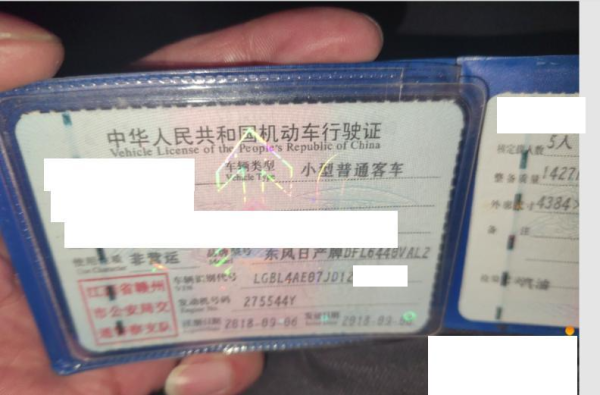 中华人民共和国机动车行驶证
Vehicle License of the People's Republic of China
车辆类型 小型普通客车
Vehicle Type
使用性质 非营运 东风日产牌DFL6440VAL2
Use Character
车辆识别代号 LGBL4AE07J012
VIN
发动机号码 275544Y
Engine No.
注册日期 2018-09-06 发证日期 2018-09-06
江西省赣州
市公安局交
通警察支队
核定载人数 5人
整备质量 1427
外廓尺寸 4384×
备 注
汽油